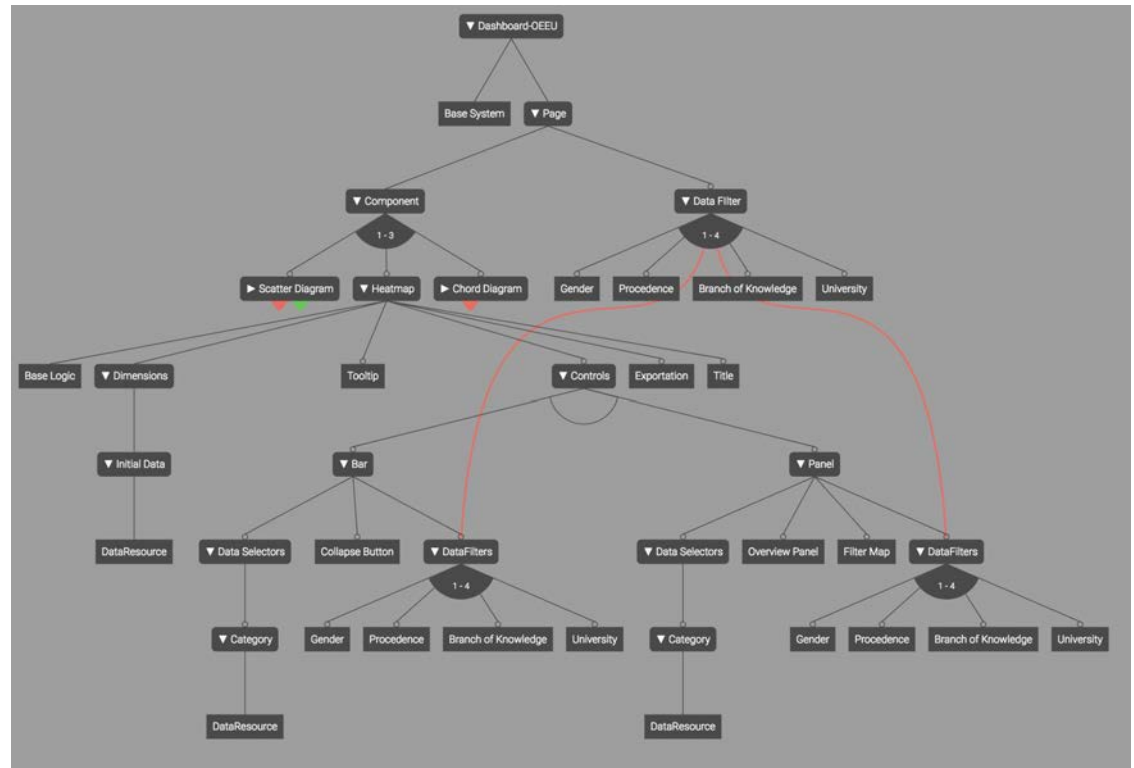 ▼ Dashboard-OEEU
Base System
▼ Page
▼ Component
▼ Data Filter
1 - 3
1 - 4
► Scatter Diagram
▼ Heatmap
► Chord Diagram
Gender
Procedence
Branch of Knowledge
University
Base Logic
▼ Dimensions
Tooltip
▼ Controls
Exportation
Title
▼ Initial Data
▼ Bar
▼ Panel
DataResource
▼ Data Selectors
Collapse Button
▼ DataFilters
▼ Data Selectors
Overview Panel
Filter Map
▼ DataFilters
1 - 4
1 - 4
▼ Category
Gender
Procedence
Branch of Knowledge
University
▼ Category
Gender
Procedence
Branch of Knowledge
University
DataResource
DataResource